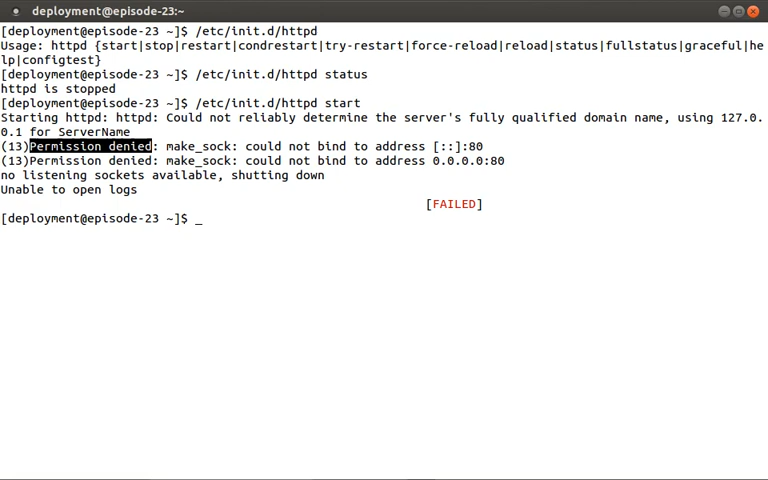 deployment@episode-23:~
[deployment@episode-23 ~]$ /etc/init.d/httpd
Usage: httpd {start|stop|restart|condrestart|try-restart|force-reload|reload|status|fullstatus|graceful|he
lp|configtest}
[deployment@episode-23 ~]$ /etc/init.d/httpd status
httpd is stopped
[deployment@episode-23 ~]$ /etc/init.d/httpd start
Starting httpd: httpd: Could not reliably determine the server's fully qualified domain name, using 127.0.
0.1 for ServerName
(13)Permission denied: make_sock: could not bind to address [::]:80
(13)Permission denied: make_sock: could not bind to address 0.0.0.0:80
no listening sockets available, shutting down
Unable to open logs
[FAILED]
[deployment@episode-23 ~]$ _